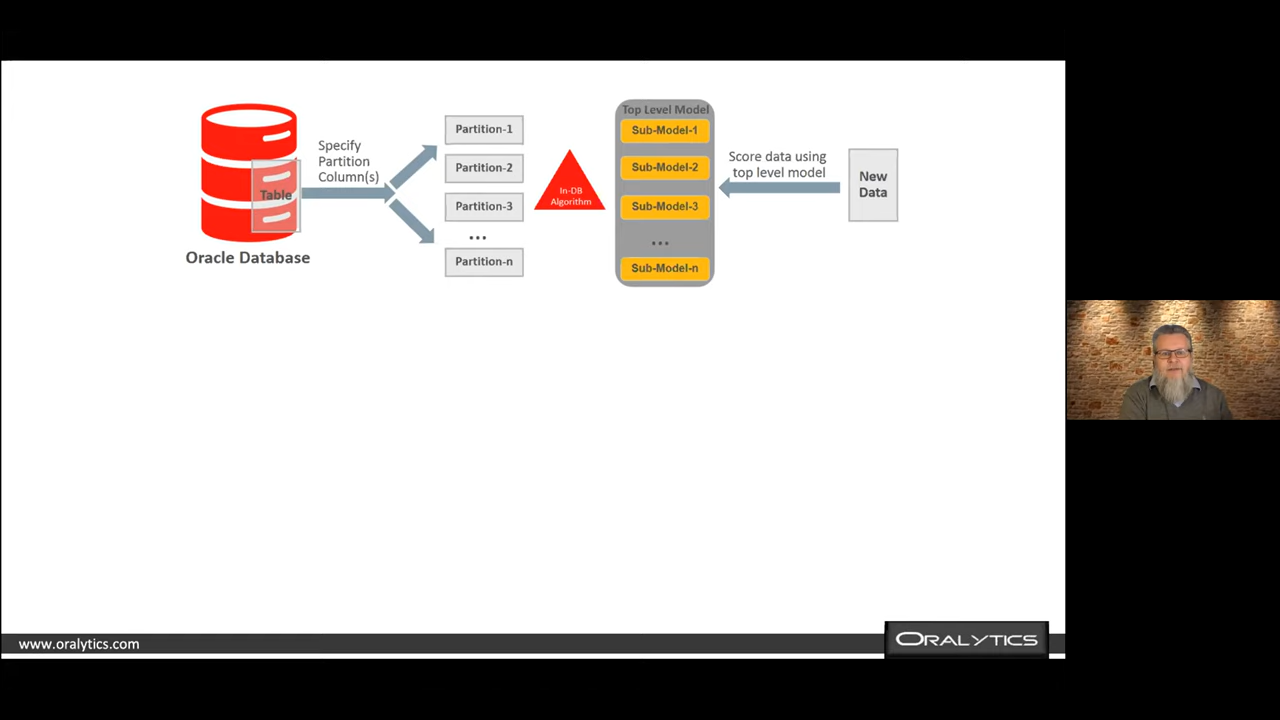 Table
Oracle Database
Specify
Partition
Column(s)
Partition-1
Partition-2
Partition-3
...
Partition-n
In-DB
Algorithm
Top Level Model
Sub-Model-1
Sub-Model-2
Sub-Model-3
...
Sub-Model-n
Score data using
top level model
New
Data
www.oralytics.com
ORALYTICS